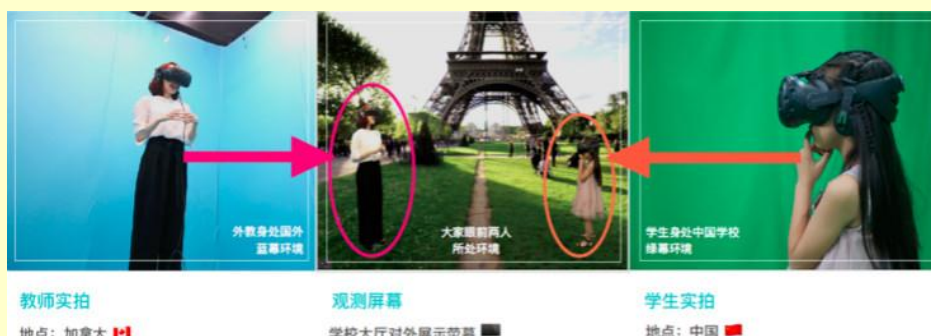 外教身处国外
蓝幕环境
大家眼前两人
所处环境
学生身处中国学校
绿幕环境
教师实拍
观测屏幕
学生实拍
地点：加拿大
学校大厅对外展示荧幕
地点：中国